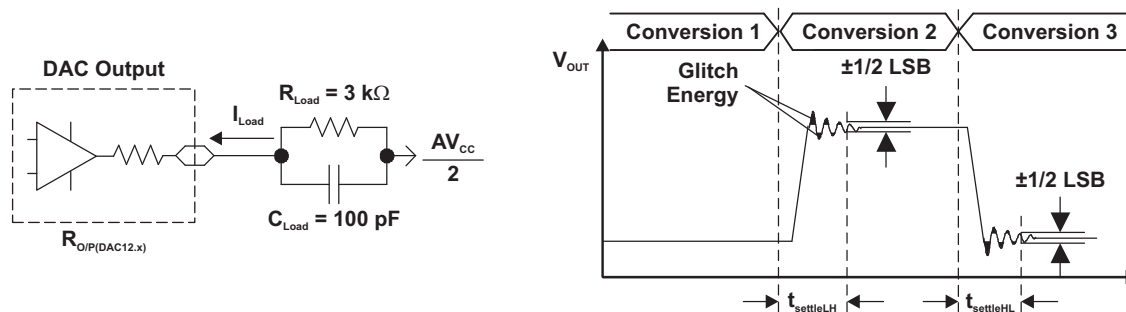 DAC Output
R_Load = 3 kΩ
I_Load
AV_CC
2
C_Load = 100 pF
R_O/P(DAC12.x)
Conversion 1
Conversion 2
Conversion 3
V_OUT
Glitch
Energy
±1/2 LSB
±1/2 LSB
t_settleLH
t_settleHL